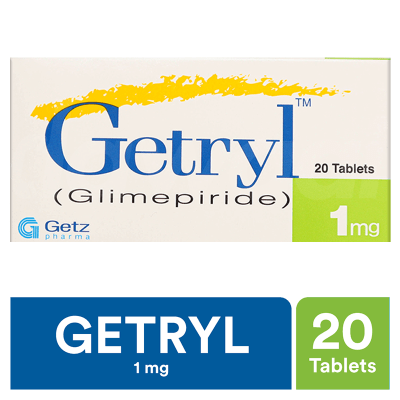 Getryl™
20 Tablets
(Glimepiride)
1mg
Getz
pharma
GETRYL
1 mg
20
Tablets